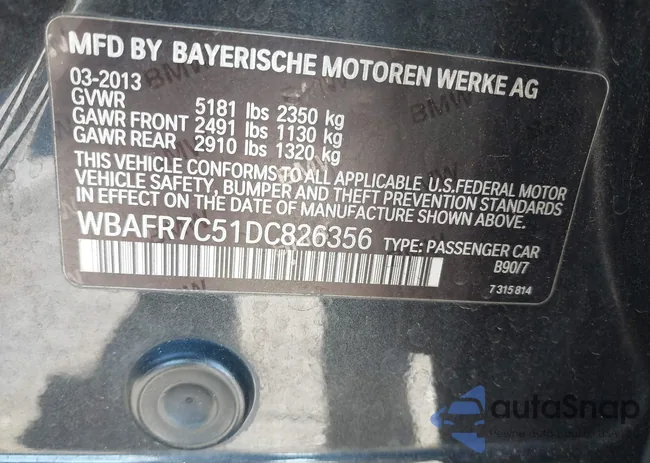 MFD BY BAYERISCHE MOTOREN WERKE AG
03-2013
GVWR 5181 lbs 2350 kg
GAWR FRONT 2491 lbs 1130 kg
GAWR REAR 2910 lbs 1320 kg
THIS VEHICLE CONFORMS TO ALL APPLICABLE U.S.FEDERAL MOTOR
VEHICLE SAFETY, BUMPER AND THEFT PREVENTION STANDARDS
IN EFFECT ON THE DATE OF MANUFACTURE SHOWN ABOVE.
WBAFR7C51DC826356 TYPE: PASSENGER CAR
B90/7
7 315 814
BMW
BMW
autoSnap